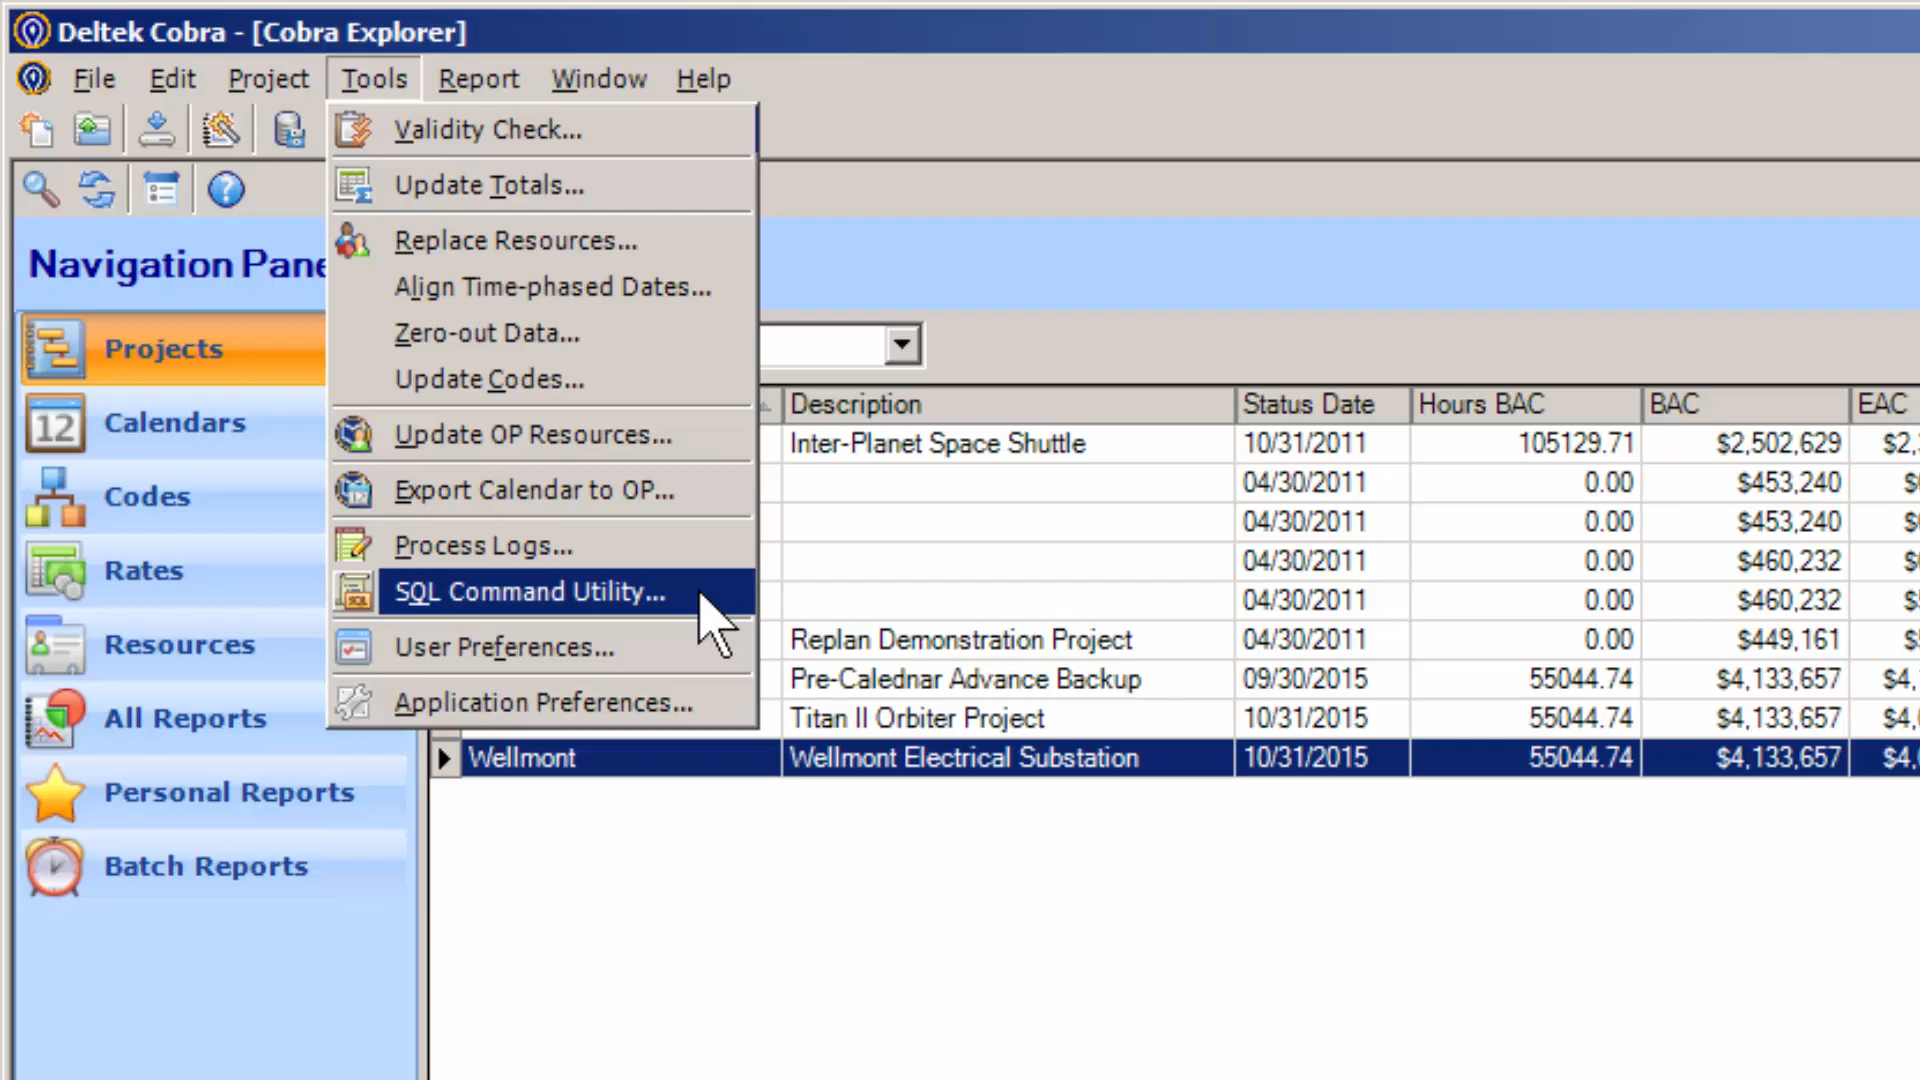 Deltek Cobra - [Cobra Explorer]
File Edit Project Tools Report Window Help
Validity Check...
Update Totals...
Replace Resources...
Align Time-phased Dates...
Zero-out Data...
Update Codes...
Update OP Resources...
Export Calendar to OP...
Process Logs...
SQL Command Utility...
User Preferences...
Application Preferences...
Navigation Pane
Projects
12 Calendars
Codes
Rates
Resources
All Reports
Personal Reports
Batch Reports
Description Status Date Hours BAC BAC EAC
Inter-Planet Space Shuttle 10/31/2011 105129.71 $2,502,629 $2,
04/30/2011 0.00 $453,240 $
04/30/2011 0.00 $453,240 $
04/30/2011 0.00 $460,232 $
04/30/2011 0.00 $460,232 $
Replan Demonstration Project 04/30/2011 0.00 $449,161 $
Pre-Calednar Advance Backup 09/30/2015 55044.74 $4,133,657 $4,
Titan II Orbiter Project 10/31/2015 55044.74 $4,133,657 $4,
Wellmont Wellmont Electrical Substation 10/31/2015 55044.74 $4,133,657 $4,